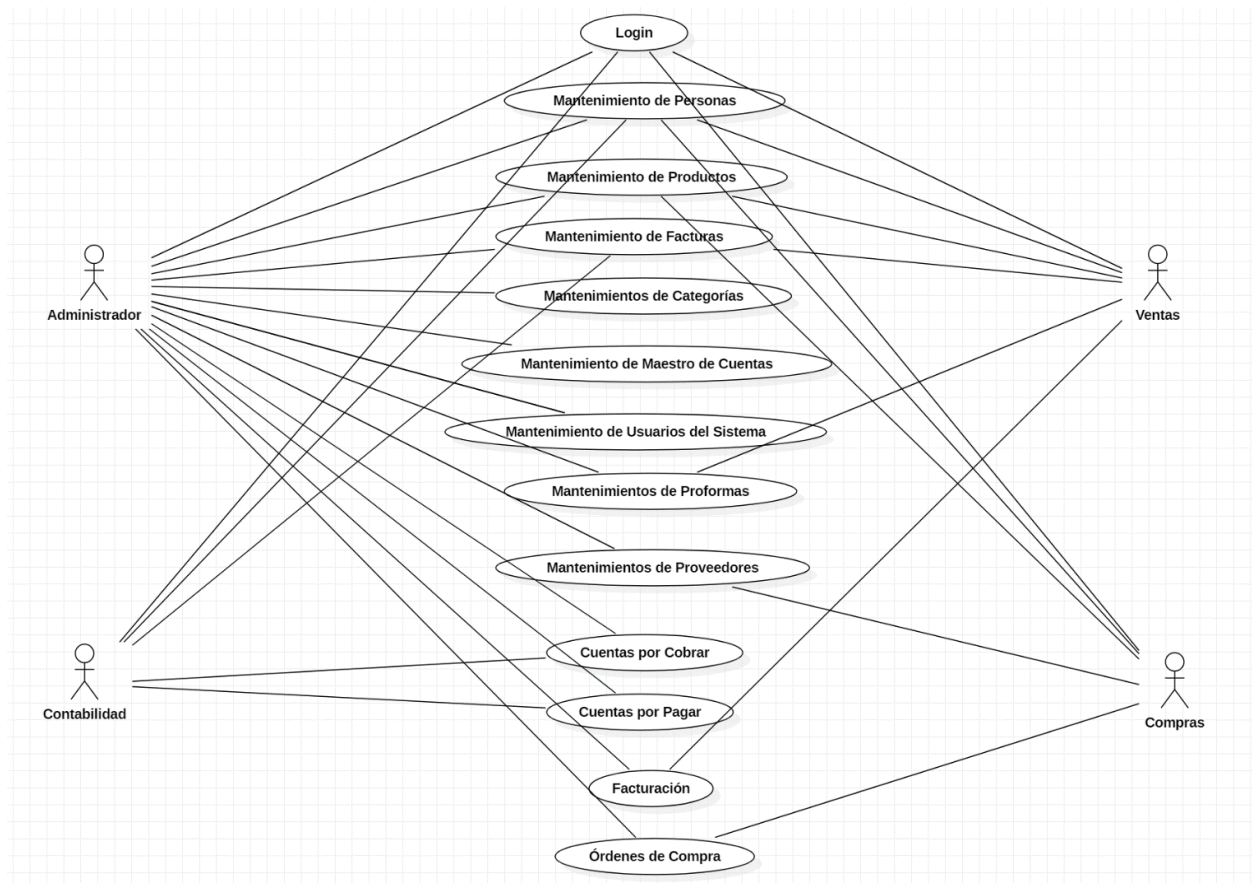 Login
Mantenimiento de Personas
Mantenimiento de Productos
Mantenimiento de Facturas
Mantenimientos de Categorías
Administrador
Ventas
Mantenimiento de Maestro de Cuentas
Mantenimiento de Usuarios del Sistema
Mantenimientos de Proformas
Mantenimientos de Proveedores
Cuentas por Cobrar
Cuentas por Pagar
Contabilidad
Compras
Facturación
Órdenes de Compra